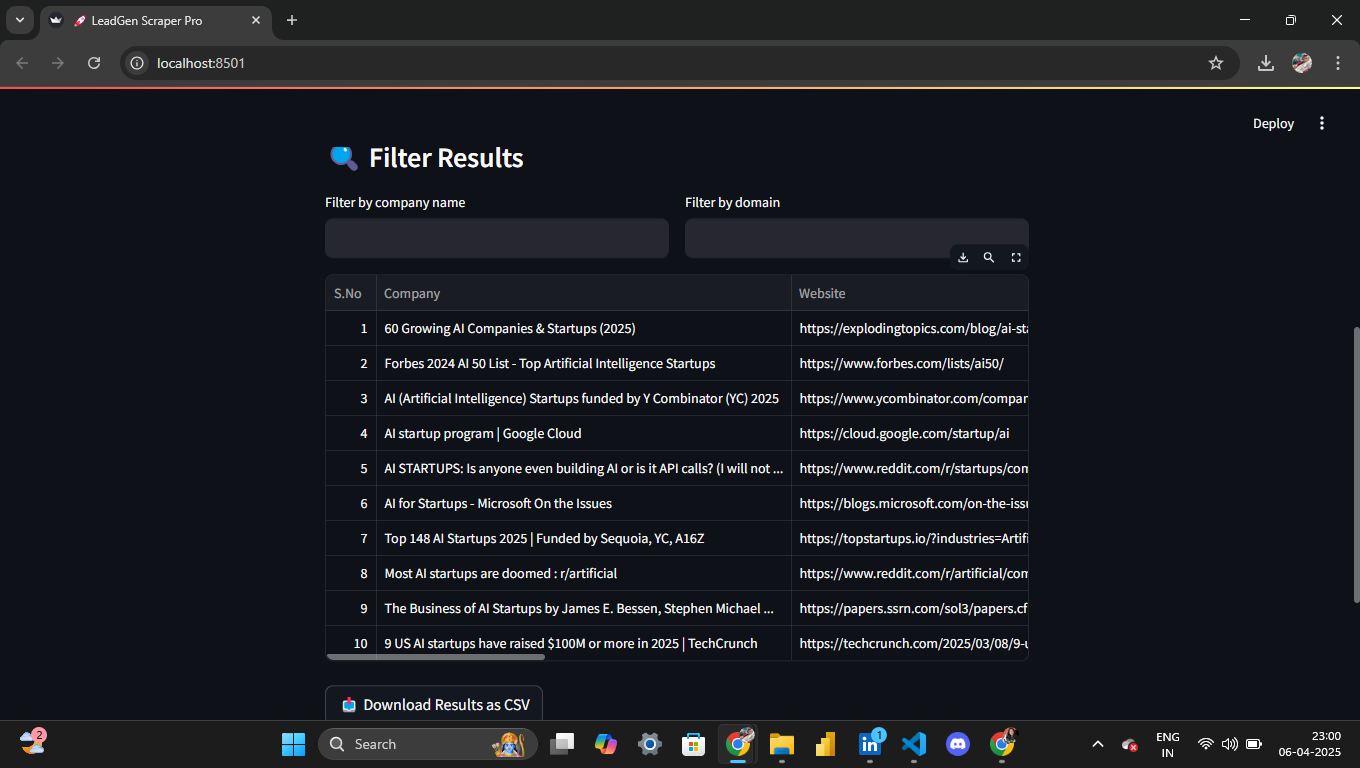 LeadGen Scraper Pro
localhost:8501
Deploy
Filter Results
Filter by company name
Filter by domain
S.No Company Website
1 60 Growing AI Companies & Startups (2025) https://explodingtopics.com/blog/ai-sta
2 Forbes 2024 AI 50 List - Top Artificial Intelligence Startups https://www.forbes.com/lists/ai50/
3 AI (Artificial Intelligence) Startups funded by Y Combinator (YC) 2025 https://www.ycombinator.com/compan
4 AI startup program | Google Cloud https://cloud.google.com/startup/ai
5 AI STARTUPS: Is anyone even building AI or is it API calls? (I will not ... https://www.reddit.com/r/startups/com
6 AI for Startups - Microsoft On the Issues https://blogs.microsoft.com/on-the-issu
7 Top 148 AI Startups 2025 | Funded by Sequoia, YC, A16Z https://topstartups.io/?industries=Artifi
8 Most AI startups are doomed : r/artificial https://www.reddit.com/r/artificial/com
9 The Business of AI Startups by James E. Bessen, Stephen Michael ... https://papers.ssrn.com/sol3/papers.cf
10 9 US AI startups have raised $100M or more in 2025 | TechCrunch https://techcrunch.com/2025/03/08/9-u
Download Results as CSV
2
Search
1
ENG
IN
23:00
06-04-2025